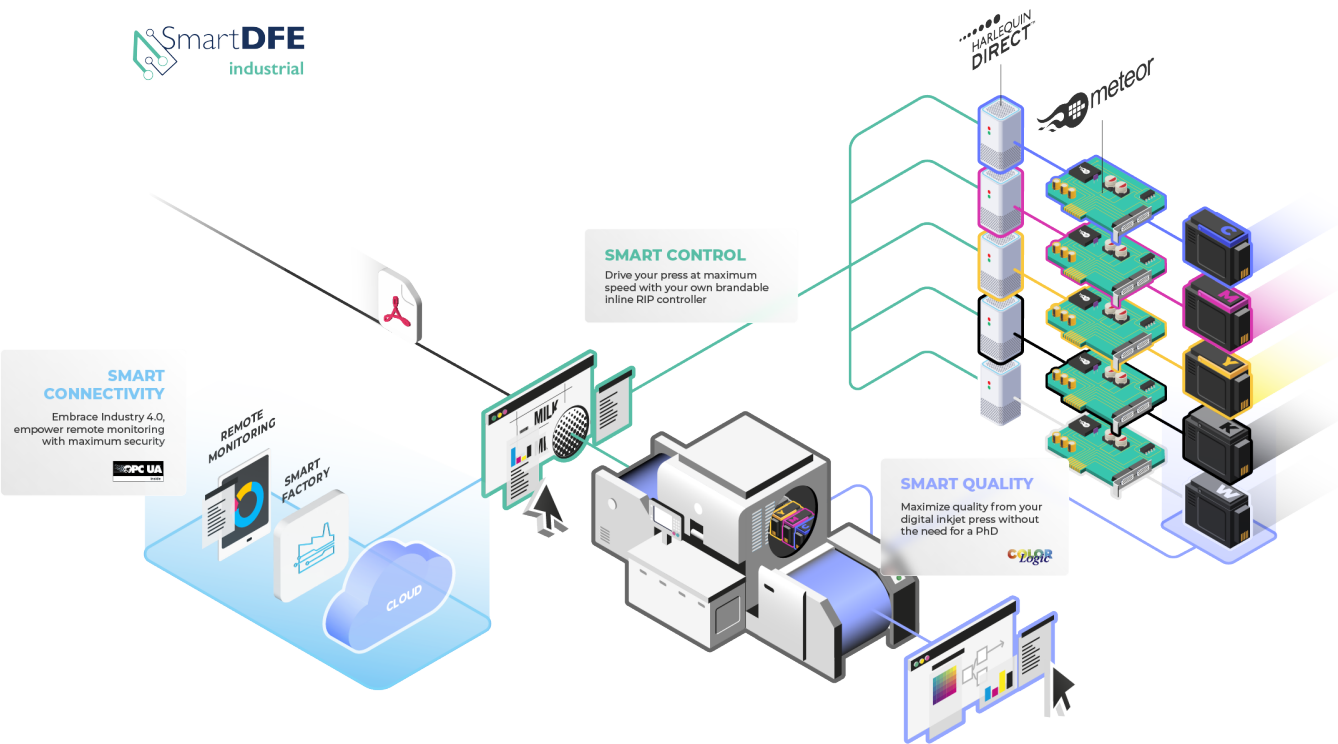 SmartDFE
industrial
HARLEQUIN
DIRECT™
meteor
SMART CONTROL
Drive your press at maximum
speed with your own brandable
inline RIP controller
SMART
CONNECTIVITY
Embrace Industry 4.0,
empower remote monitoring
with maximum security
OPC UA
REMOTE
MONITORING
SMART
FACTORY
CLOUD
MILK
C
M
Y
K
W
SMART QUALITY
Maximize quality from your
digital inkjet press without
the need for a PhD
COLOR
Logic